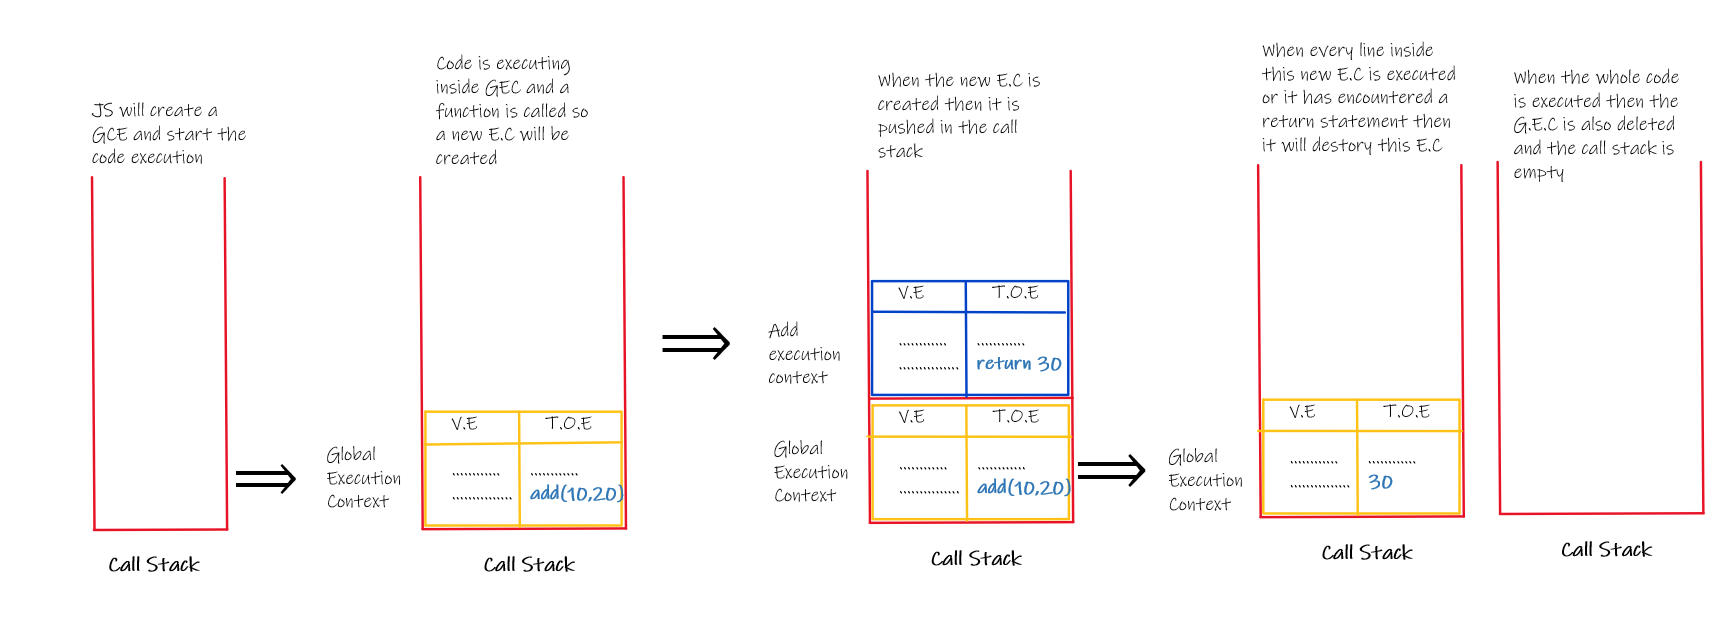 JS will create a
GCE and start the
code execution
Call Stack
Code is executing
inside GEC and a
function is called so
a new E.C will be
created
Global
Execution
Context
V.E
T.O.E
............
............
...............
add(10,20)
Call Stack
When the new E.C is
created then it is
pushed in the call
stack
Add
execution
context
V.E
T.O.E
............
............
...............
return 30
Global
Execution
Context
V.E
T.O.E
............
............
...............
add(10,20)
Call Stack
When every line inside
this new E.C is executed
or it has encountered a
return statement then
it will destory this E.C
Global
Execution
Context
V.E
T.O.E
............
............
...............
30
Call Stack
When the whole code
is executed then the
G.E.C is also deleted
and the call stack is
empty
Call Stack